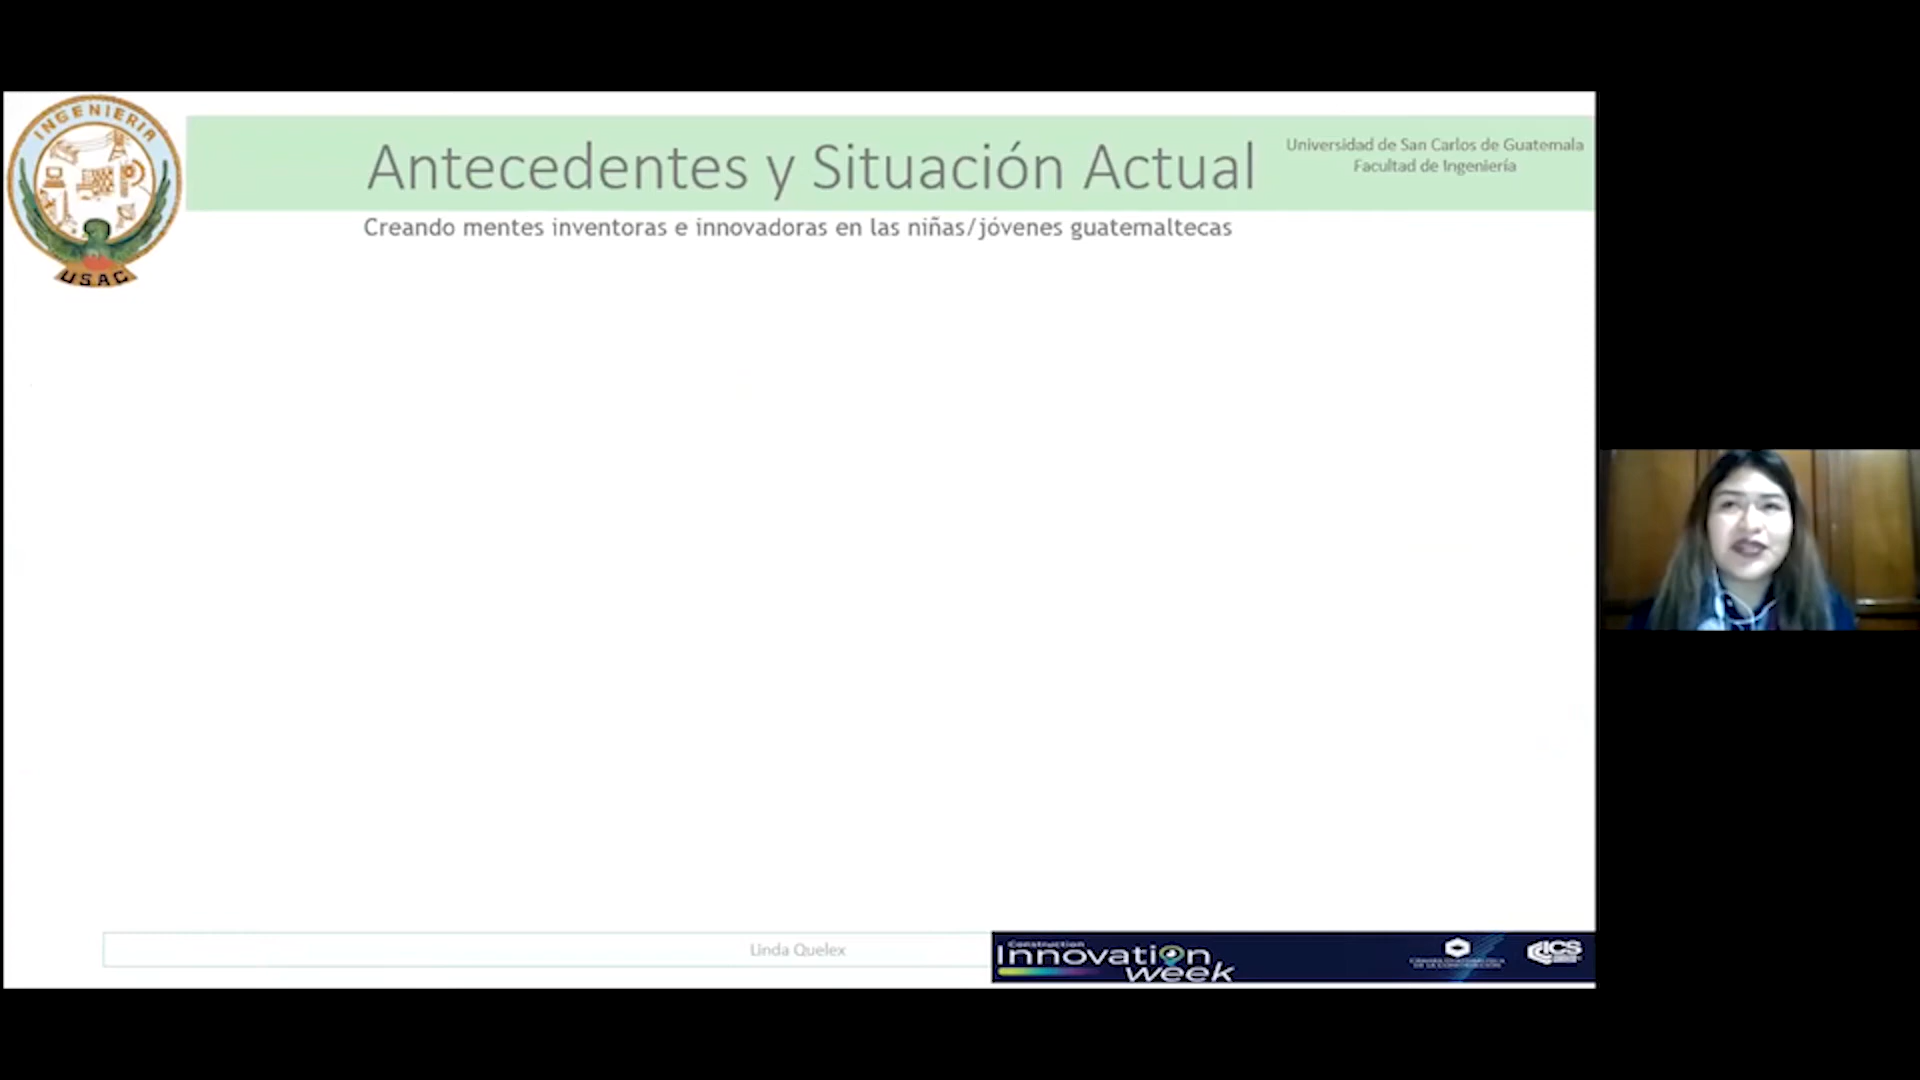 INGENIERIA
USAC
Antecedentes y Situación Actual
Universidad de San Carlos de Guatemala
Facultad de Ingeniería
Creando mentes inventoras e innovadoras en las niñas/jóvenes guatemaltecas
Linda Quelex
Construction
Innovation
week
ICS